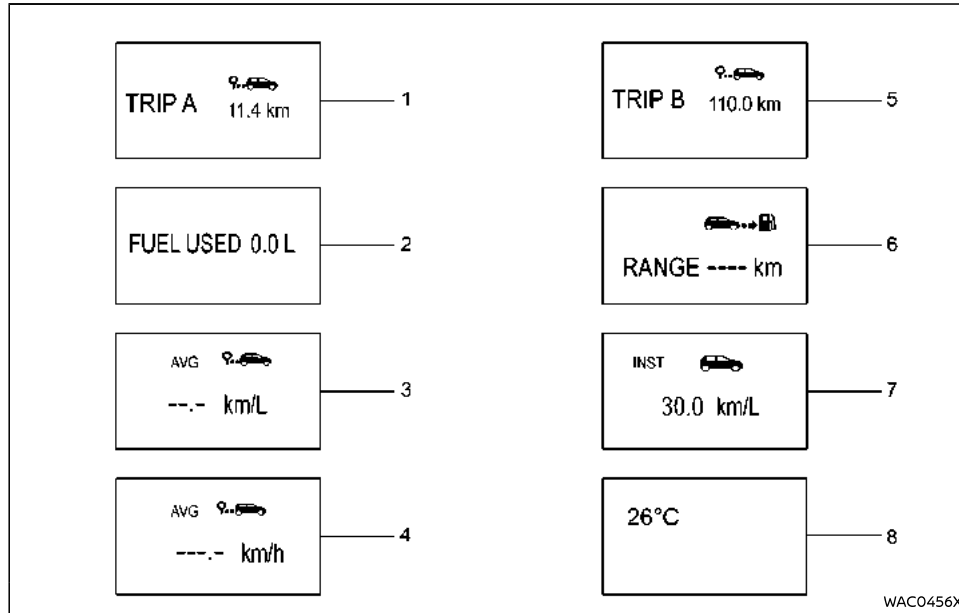 TRIP A
11.4 km
1
FUEL USED 0.0 L
2
AVG
--.- km/L
3
AVG
---.- km/h
4
TRIP B
110.0 km
5
RANGE ---- km
6
INST
30.0 km/L
7
26°C
8
WAC0456X